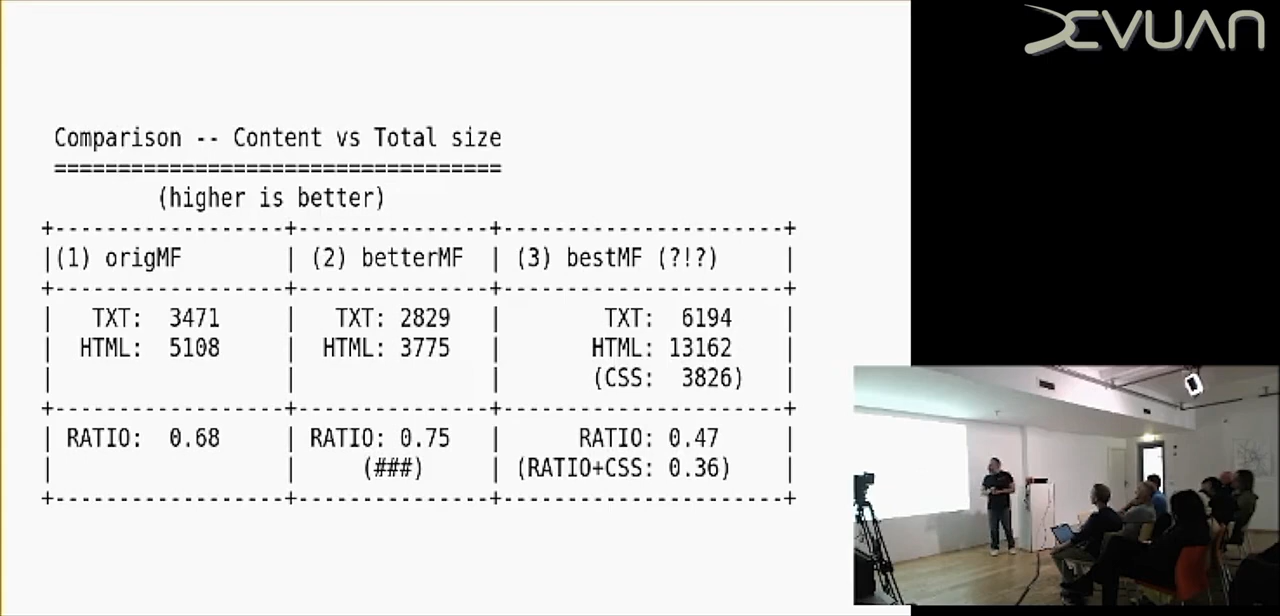 DEVUAN
Comparison -- Content vs Total size
===================================
(higher is better)
+------------------+---------------+----------------------+
|(1) origMF | (2) betterMF | (3) bestMF (?!?) |
+------------------+---------------+----------------------+
| TXT: 3471 | TXT: 2829 | TXT: 6194 |
| HTML: 5108 | HTML: 3775 | HTML: 13162 |
| | | (CSS: 3826) |
+------------------+---------------+----------------------+
| RATIO: 0.68 | RATIO: 0.75 | RATIO: 0.47 |
| | (###) | (RATIO+CSS: 0.36) |
+------------------+---------------+----------------------+